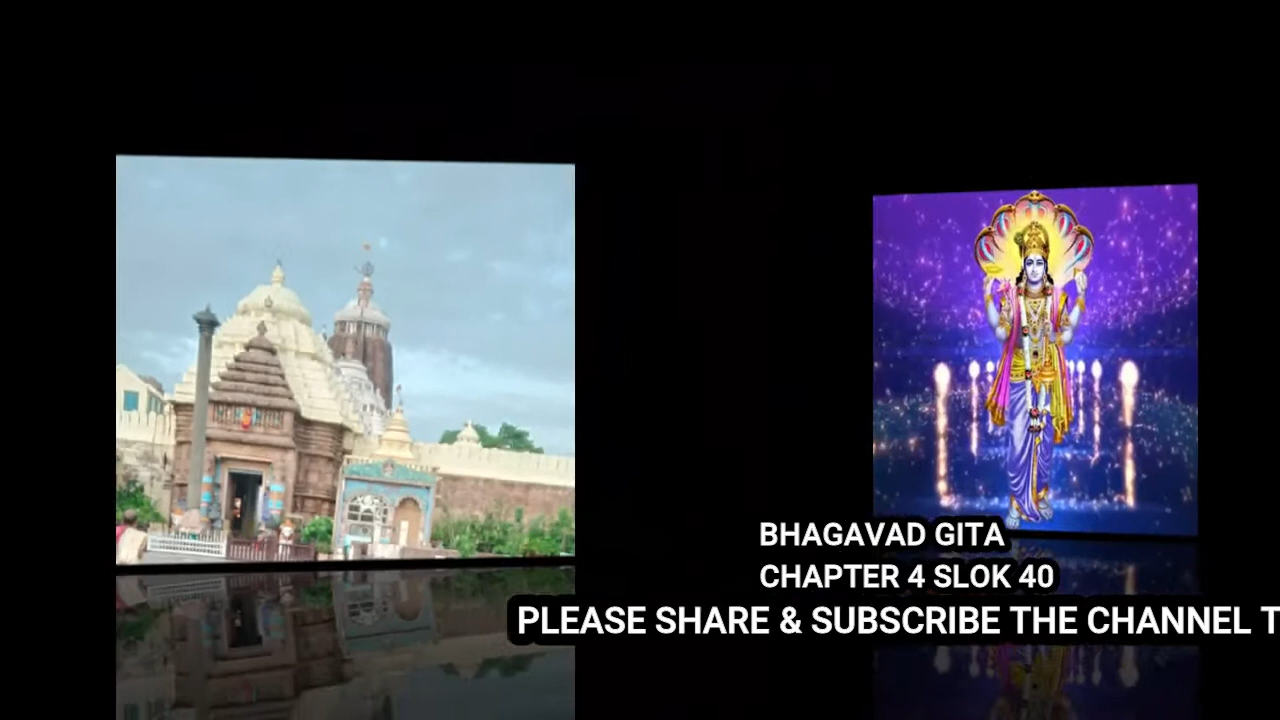 BHAGAVAD GITA
CHAPTER 4 SLOK 40
PLEASE SHARE & SUBSCRIBE THE CHANNEL T